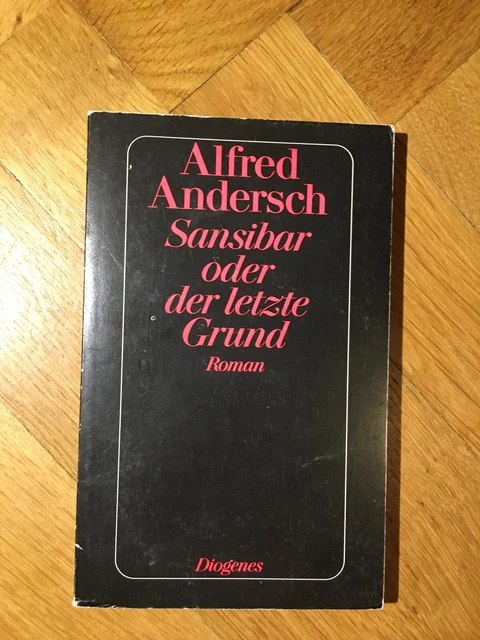 Alfred
Andersch
Sansibar
oder
der letzte
Grund
Roman
Diogenes